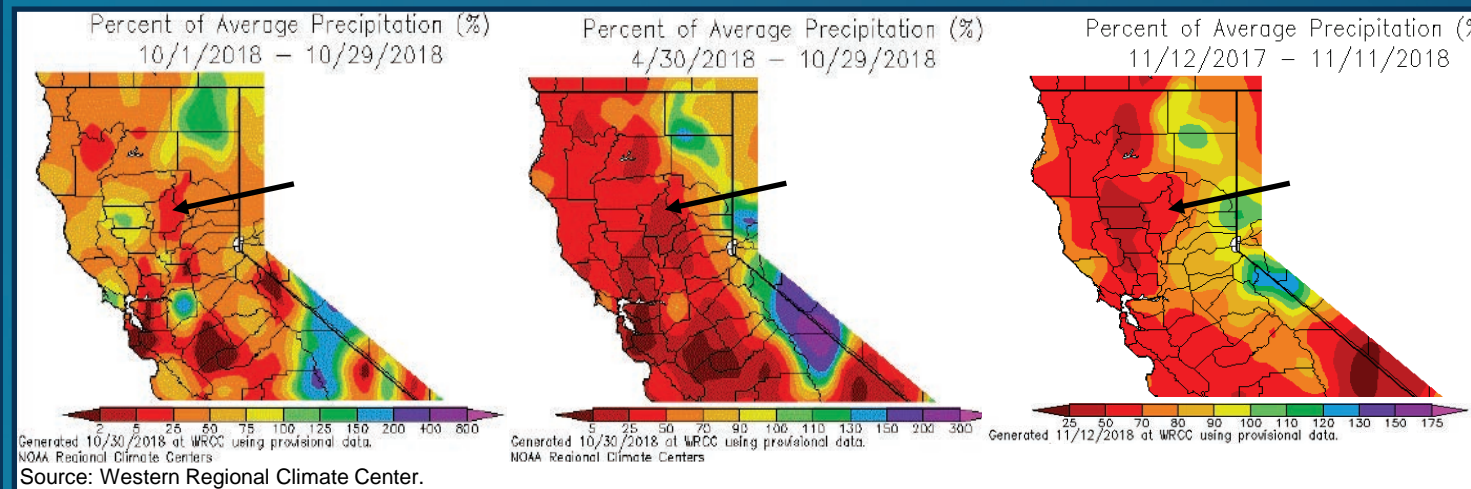 Percent of Average Precipitation (%)
10/1/2018 – 10/29/2018
2 5 25 50 75 100 125 150 200 400 800
Generated 10/30/2018 at WRCC using provisional data.
NOAA Regional Climate Centers
Percent of Average Precipitation (%)
4/30/2018 – 10/29/2018
5 25 50 70 90 100 110 130 150 200 300
Generated 10/30/2018 at WRCC using provisional data.
NOAA Regional Climate Centers
Percent of Average Precipitation (%
11/12/2017 – 11/11/2018
25 50 70 80 90 100 110 120 130 150 175
Generated 11/12/2018 at WRCC using provisional data.
Source: Western Regional Climate Center.